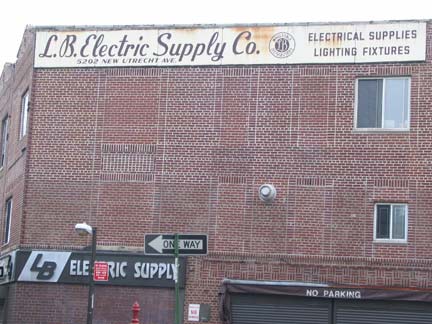 L.B. Electric Supply Co.
5202 NEW UTRECHT AVE.
ELECTRICAL SUPPLIES
LIGHTING FIXTURES
LB ELECTRIC SUPPLY
ONE WAY
NO PARKING